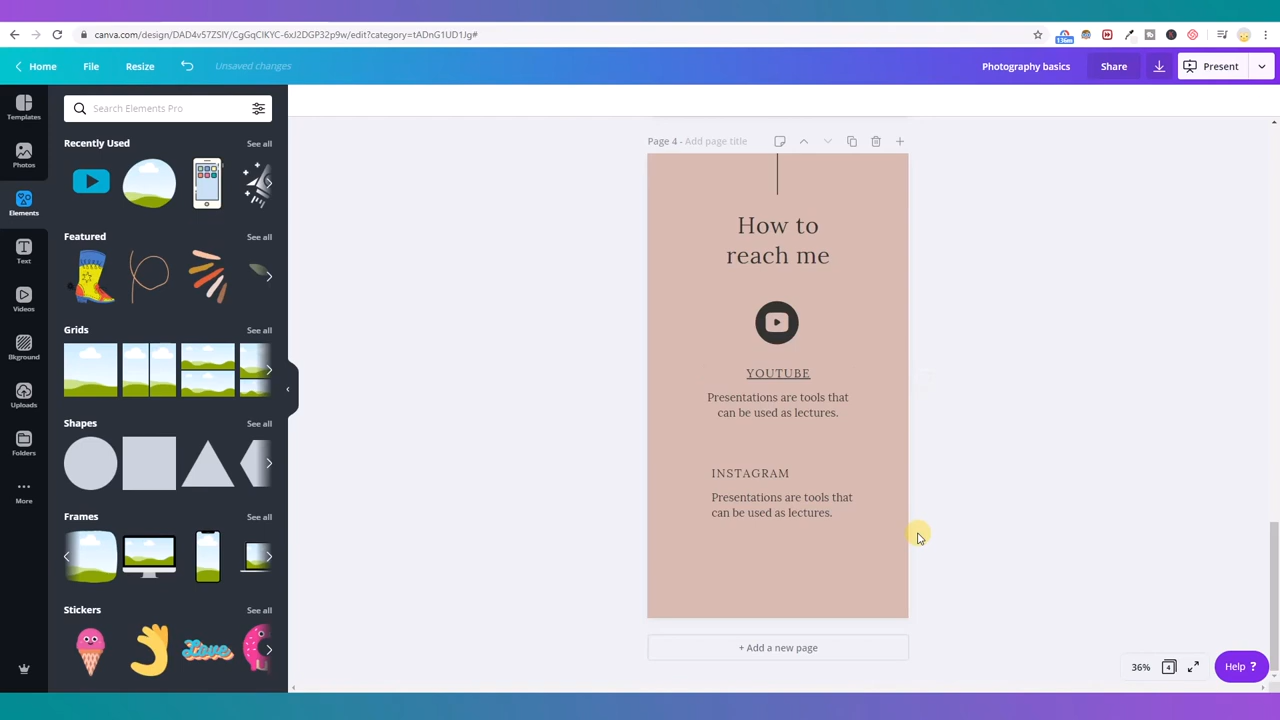 canva.com/design/DAD4v57ZSlY/CgGqClKYC-6xJ2DGP32p9w/edit?category=tADnG1UD1Jg#
136m
Home File Resize Unsaved changes Photography basics Share Present
Templates
Photos
Elements
Text
Videos
Bkground
Uploads
Folders
More
Search Elements Pro
Recently Used See all
Featured See all
Grids See all
Shapes See all
Frames See all
Stickers See all
Love
Page 4 - Add page title
How to
reach me
YOUTUBE
Presentations are tools that
can be used as lectures.
INSTAGRAM
Presentations are tools that
can be used as lectures.
+ Add a new page
36% 4 Help ?